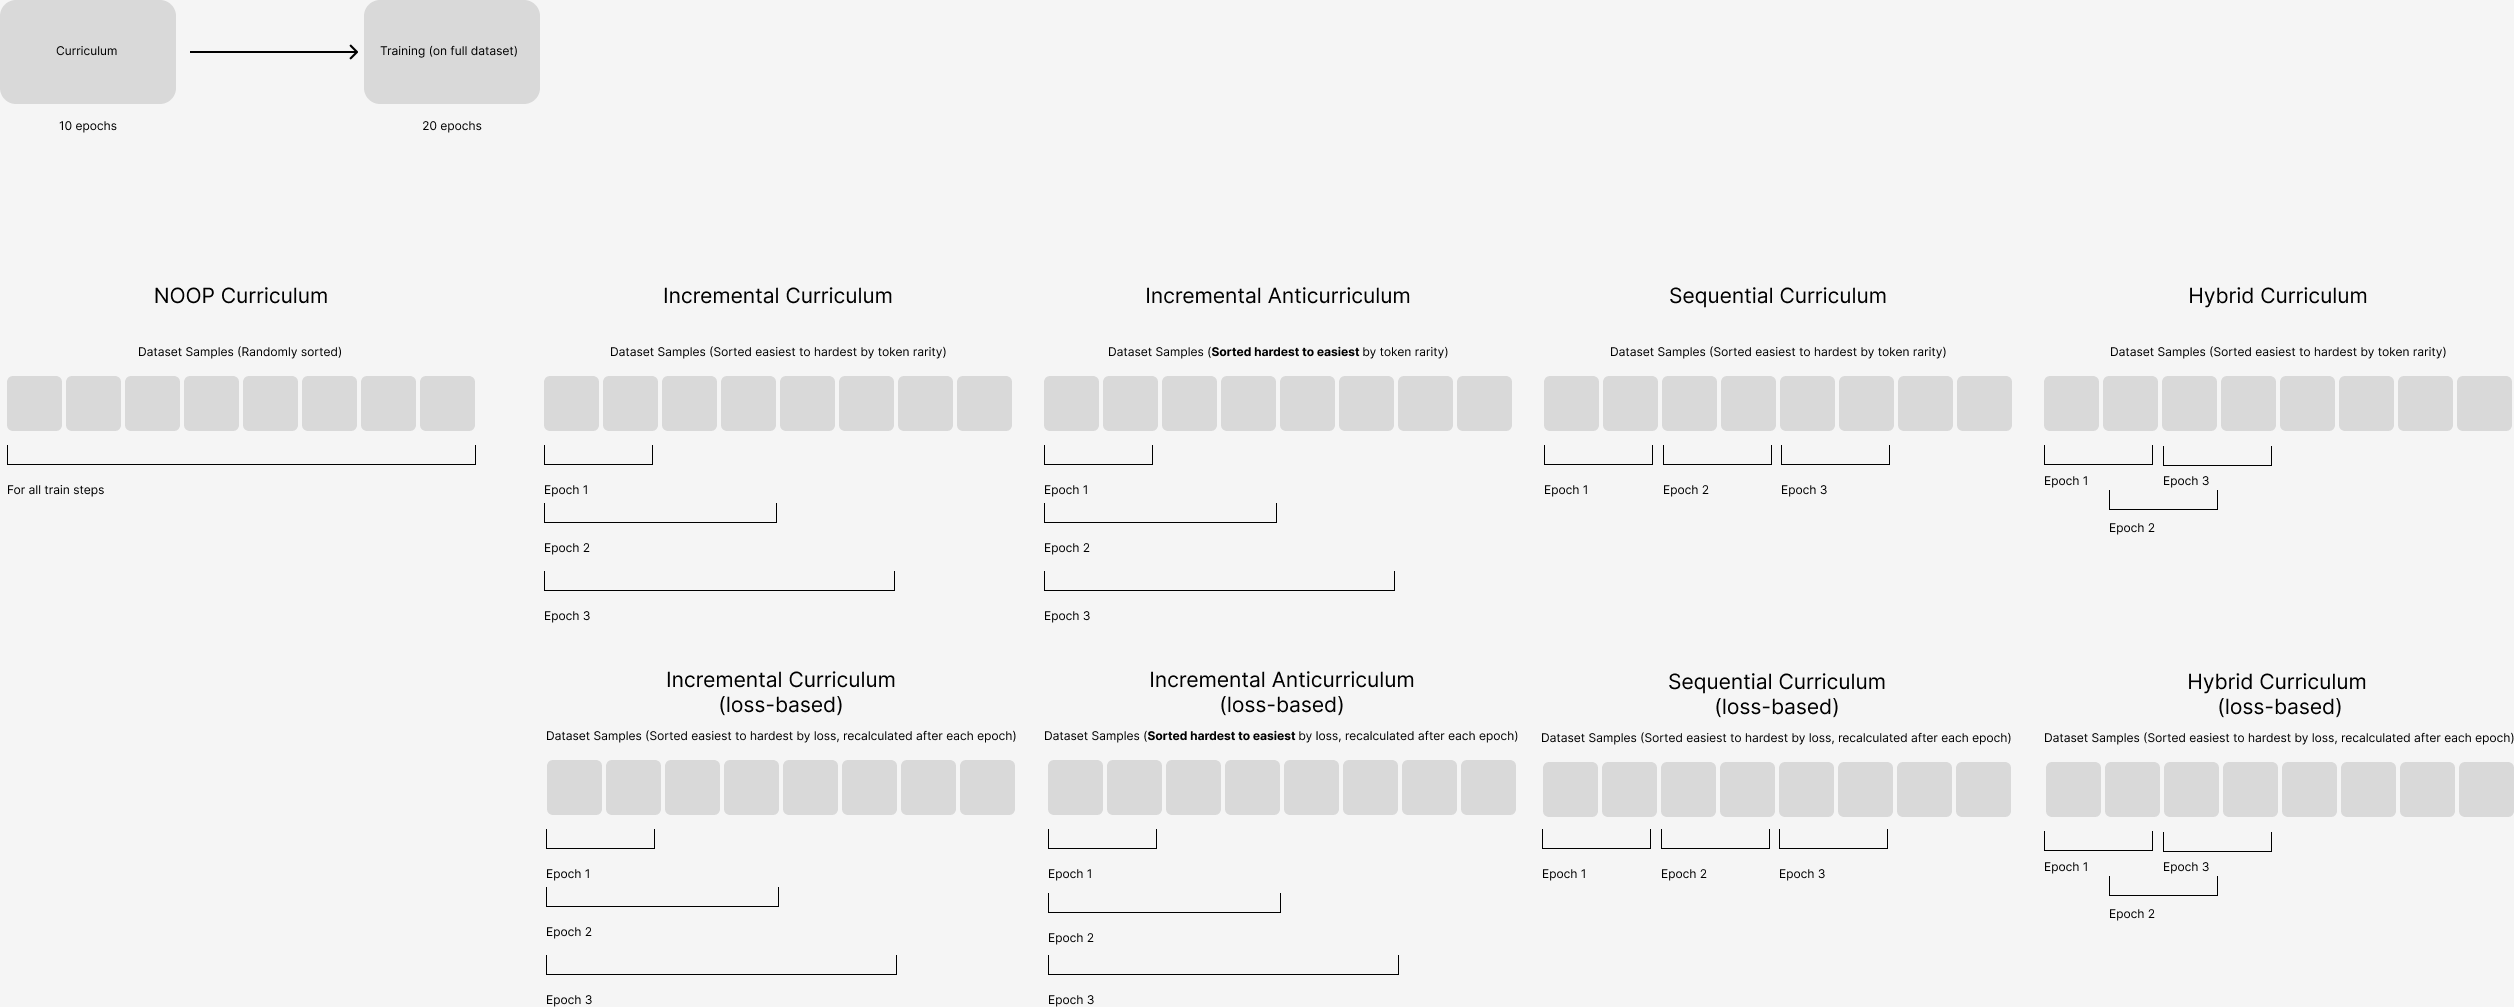 Curriculum
Training (on full dataset)
10 epochs
20 epochs
NOOP Curriculum
Dataset Samples (Randomly sorted)
For all train steps
Incremental Curriculum
Dataset Samples (Sorted easiest to hardest by token rarity)
Epoch 1
Epoch 2
Epoch 3
Incremental Anticurriculum
Dataset Samples (Sorted hardest to easiest by token rarity)
Epoch 1
Epoch 2
Epoch 3
Sequential Curriculum
Dataset Samples (Sorted easiest to hardest by token rarity)
Epoch 1
Epoch 2
Epoch 3
Hybrid Curriculum
Dataset Samples (Sorted easiest to hardest by token rarity)
Epoch 1
Epoch 3
Epoch 2
Incremental Curriculum
(loss-based)
Dataset Samples (Sorted easiest to hardest by loss, recalculated after each epoch)
Epoch 1
Epoch 2
Epoch 3
Incremental Anticurriculum
(loss-based)
Dataset Samples (Sorted hardest to easiest by loss, recalculated after each epoch)
Epoch 1
Epoch 2
Epoch 3
Sequential Curriculum
(loss-based)
Dataset Samples (Sorted easiest to hardest by loss, recalculated after each epoch)
Epoch 1
Epoch 2
Epoch 3
Hybrid Curriculum
(loss-based)
Dataset Samples (Sorted easiest to hardest by loss, recalculated after each epoch)
Epoch 1
Epoch 3
Epoch 2